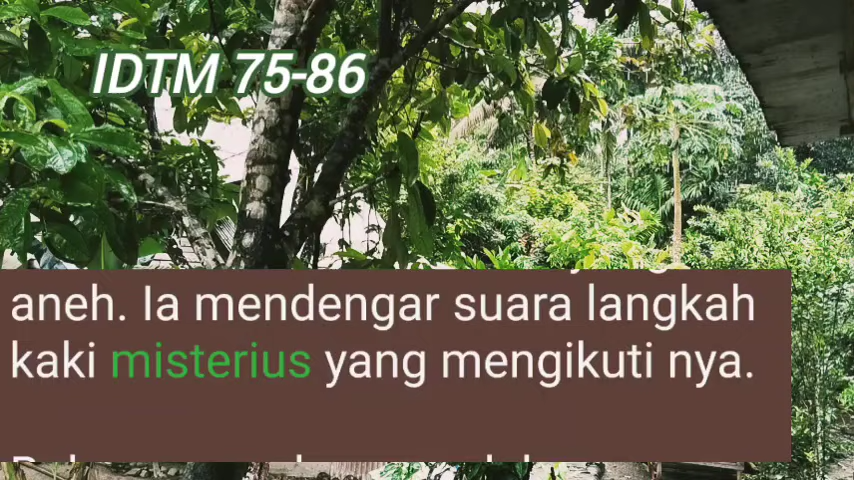 IDTM 75-86
aneh. Ia mendengar suara langkah
kaki misterius yang mengikuti nya.